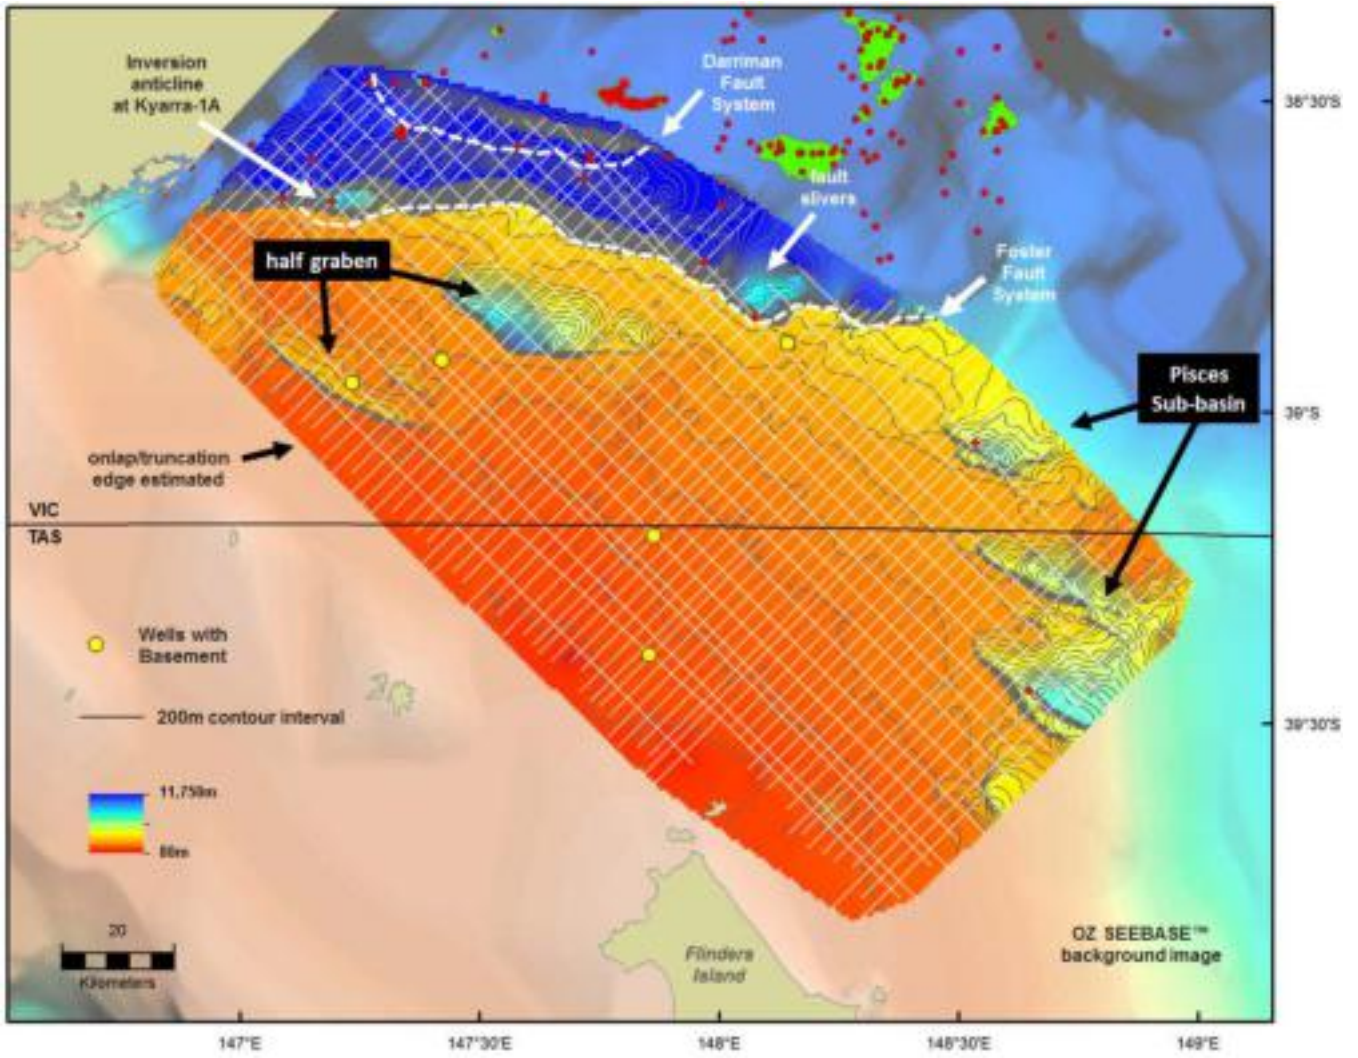 Inversion
anticline
at Kyarra-1A
Darriman
Fault
System
38°30'S
fault
slivers
half graben
Foster
Fault
System
Pisces
Sub-basin
39°S
onlap/truncation
edge estimated
VIC
TAS
Wells with
Basement
200m contour interval
39°30'S
11,750m
80m
20
Kilometers
Flinders
Island
OZ SEEBASE™
background image
147°E
147°30'E
148°E
148°30'E
149°E